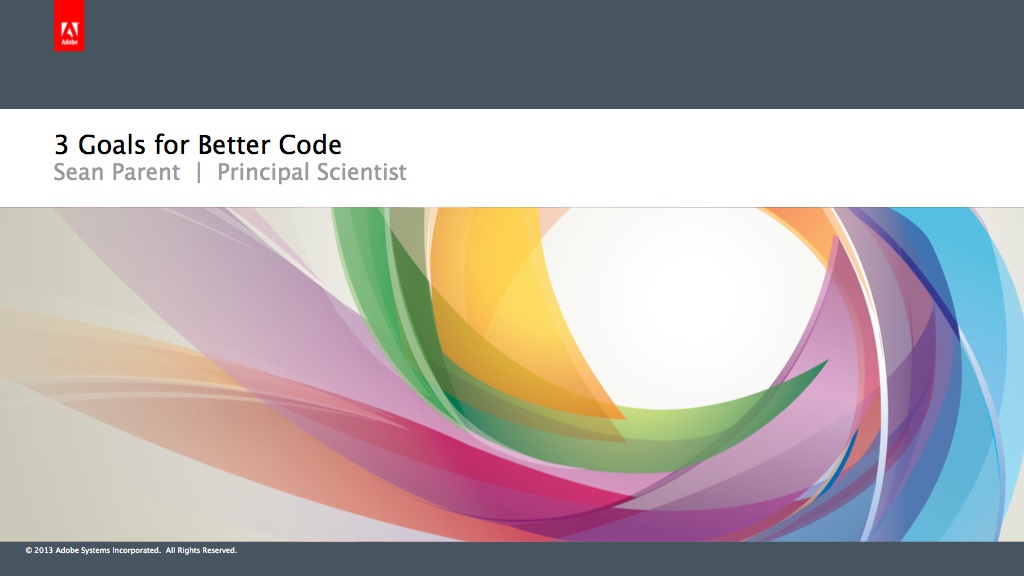 Adobe
3 Goals for Better Code
Sean Parent | Principal Scientist
© 2013 Adobe Systems Incorporated. All Rights Reserved.